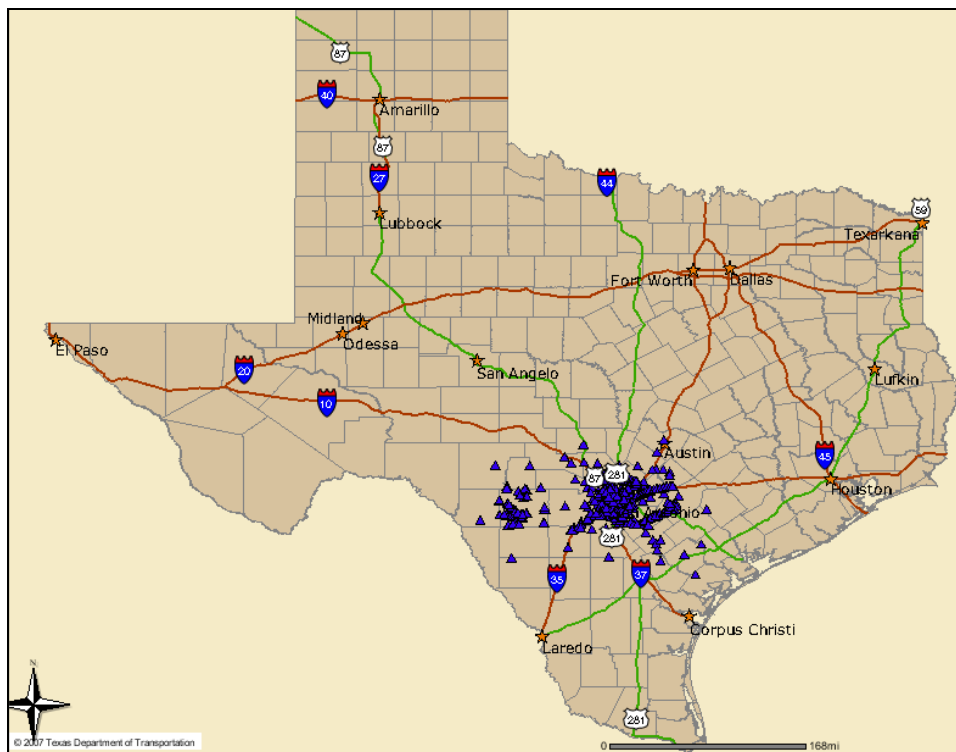 87
40
Amarillo
87
27
44
Lubbock
59
Texarkana
Fort Worth
Dallas
Midland
Odessa
El Paso
San Angelo
20
Lufkin
10
Austin
45
87
281
Houston
Antonio
281
35
37
Corpus Christi
Laredo
281
N
© 2007 Texas Department of Transportation
0
168mi